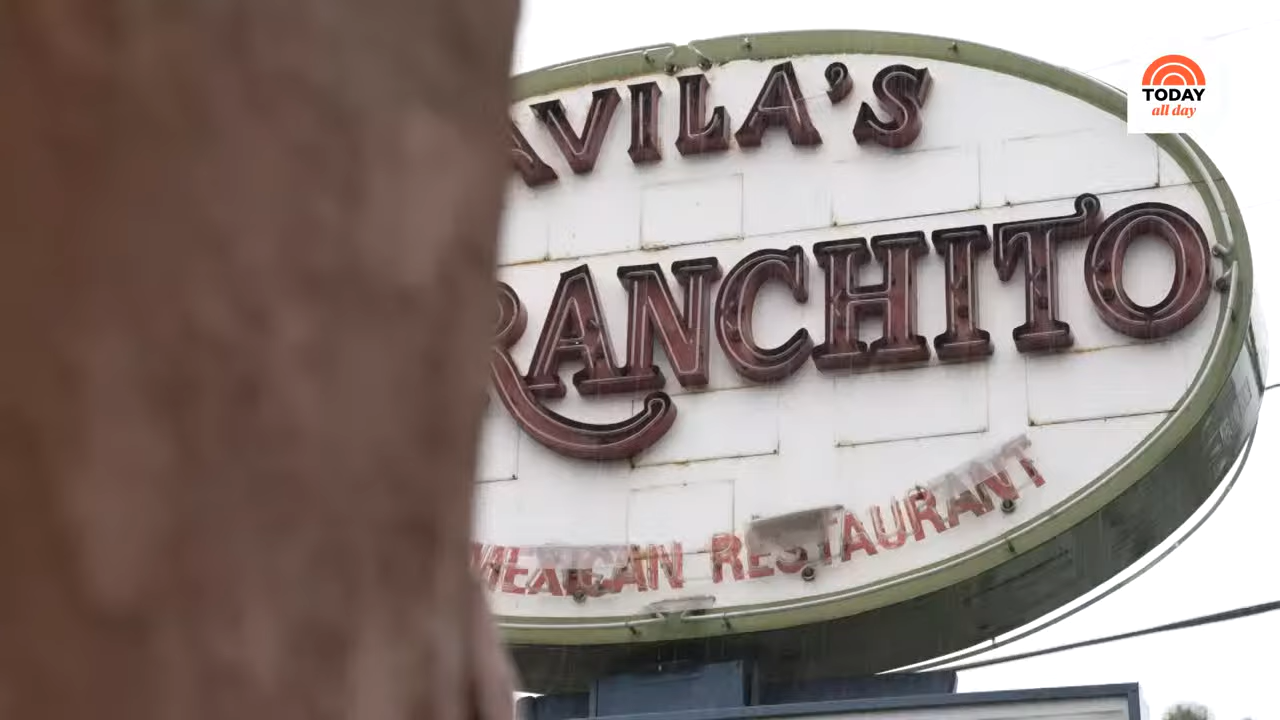 AVILA'S
RANCHITO
MEXICAN RESTAURANT
TODAY
all day